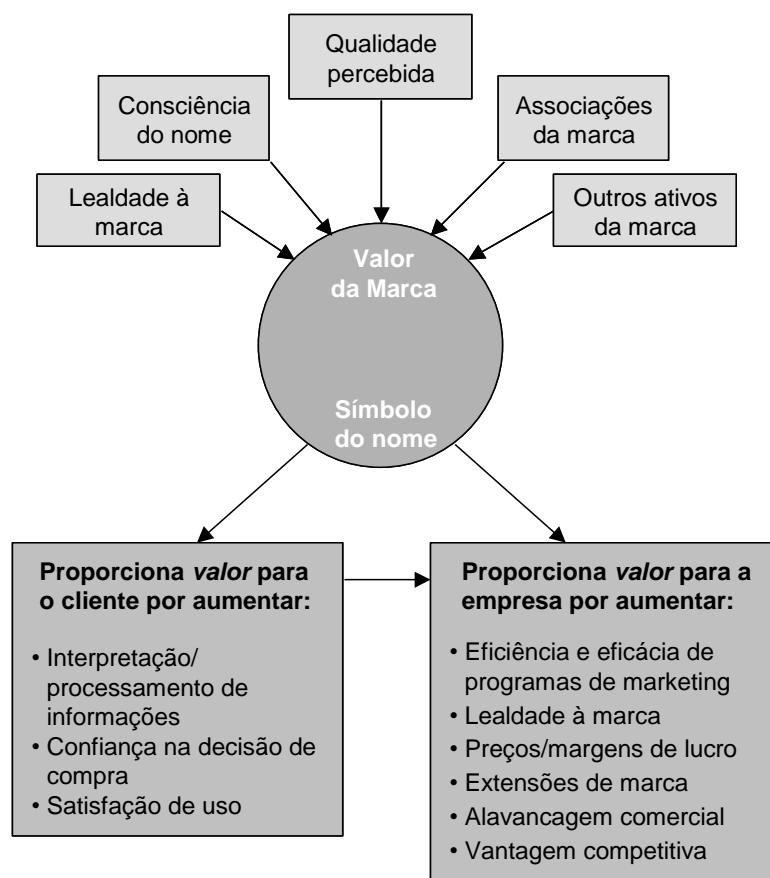 Qualidade
percebida
Consciência
do nome
Associações
da marca
Lealdade à
marca
Outros ativos
da marca
Valor
da Marca
Símbolo
do nome
Proporciona valor para
o cliente por aumentar:
• Interpretação/
processamento de
informações
• Confiança na decisão de
compra
• Satisfação de uso
Proporciona valor para a
empresa por aumentar:
• Eficiência e eficácia de
programas de marketing
• Lealdade à marca
• Preços/margens de lucro
• Extensões de marca
• Alavancagem comercial
• Vantagem competitiva